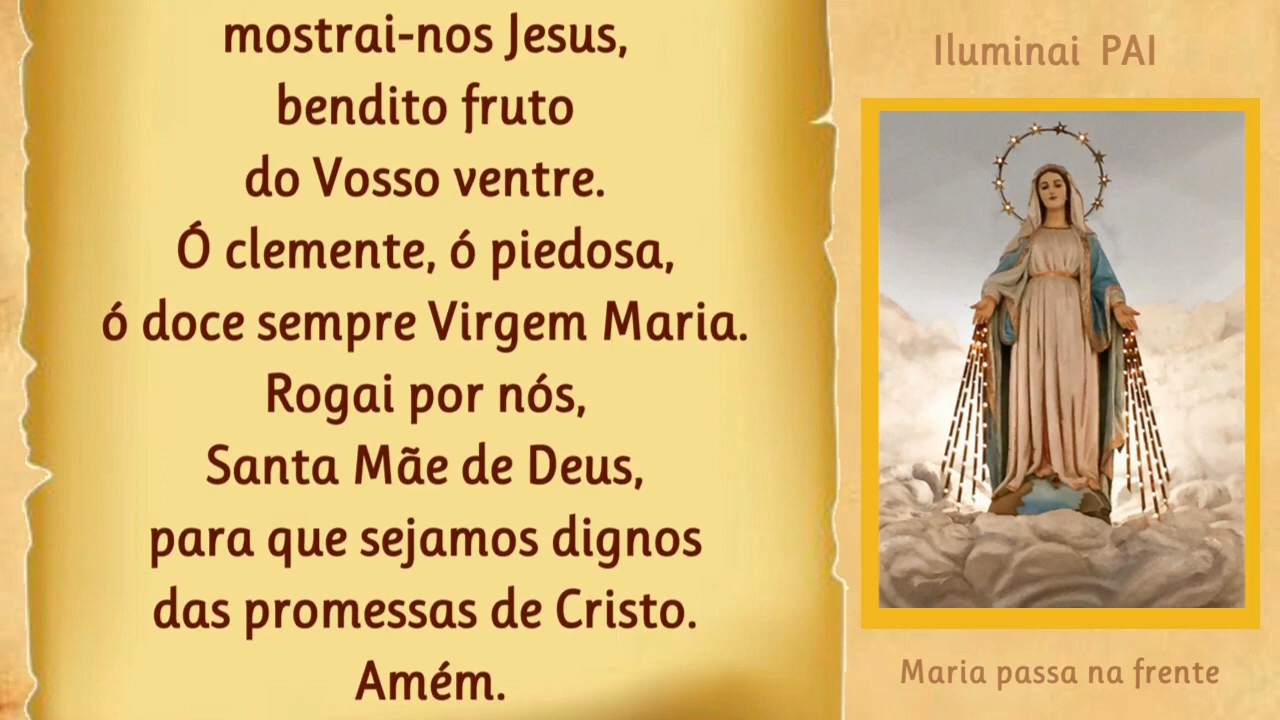 mostrai-nos Jesus,
bendito fruto
do Vosso ventre.
Ó clemente, ó piedosa,
ó doce sempre Virgem Maria.
Rogai por nós,
Santa Mãe de Deus,
para que sejamos dignos
das promessas de Cristo.
Amém.
Iluminai PAI
Maria passa na frente